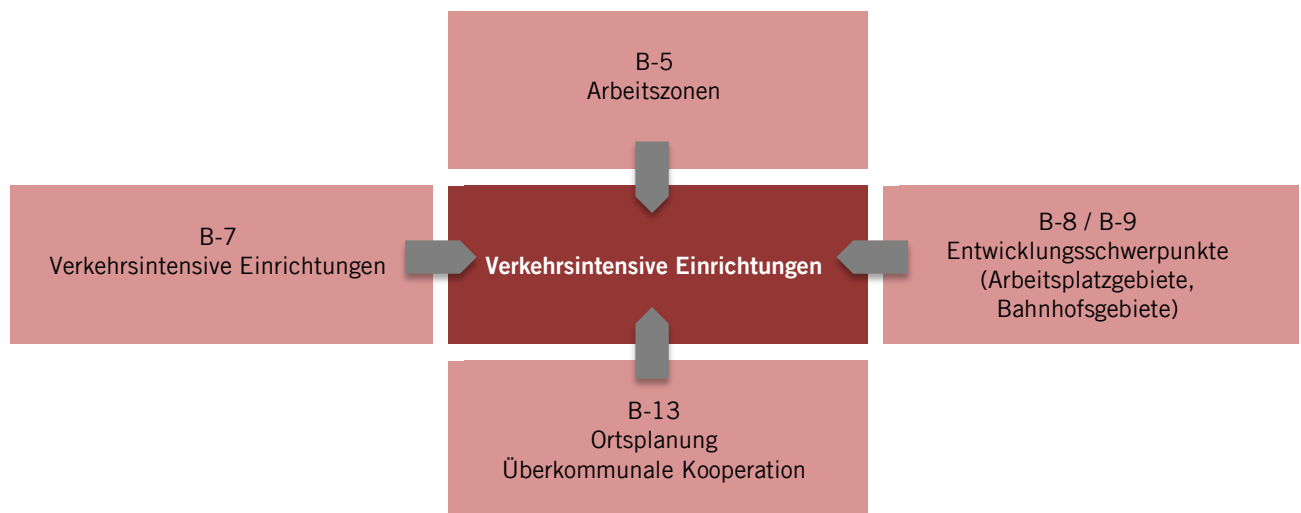 B-5
Arbeitszonen
B-7
Verkehrsintensive Einrichtungen
Verkehrsintensive Einrichtungen
B-8 / B-9
Entwicklungsschwerpunkte
(Arbeitsplatzgebiete,
Bahnhofsgebiete)
B-13
Ortsplanung
Überkommunale Kooperation